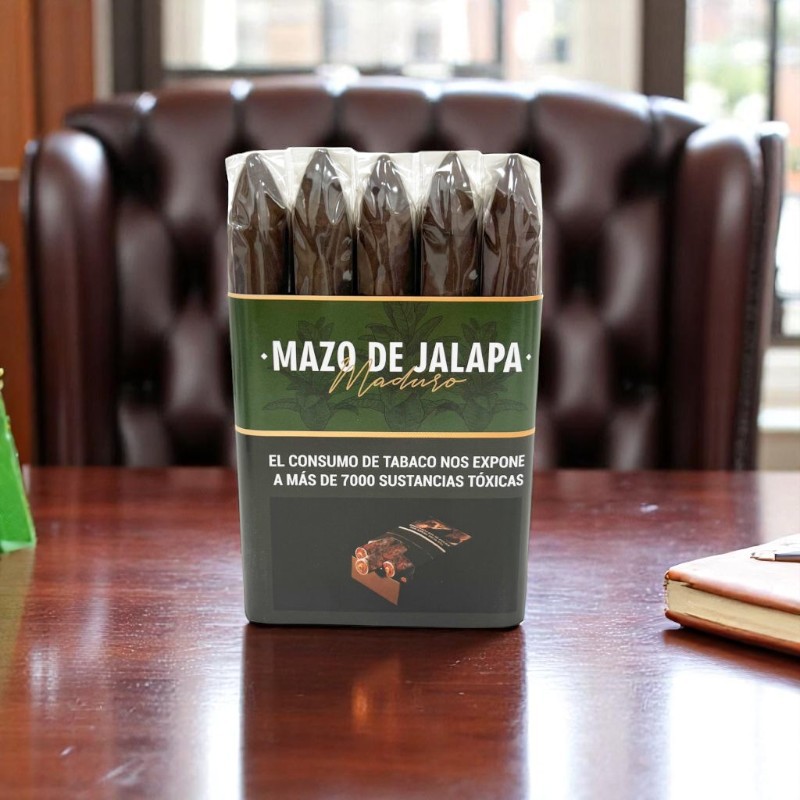 ·MAZO DE JALAPA·
Maduro
EL CONSUMO DE TABACO NOS EXPONE
A MÁS DE 7000 SUSTANCIAS TÓXICAS